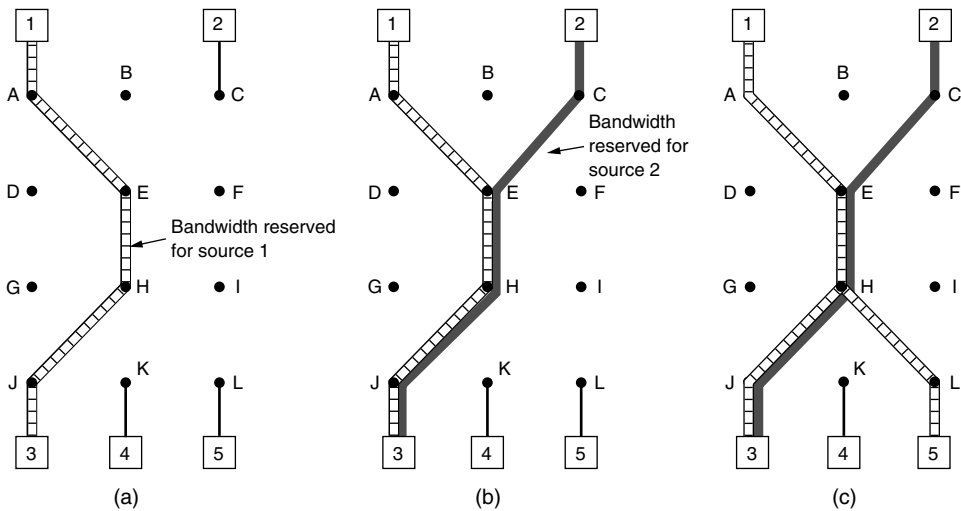 1 2 1 2 1 2
B B B
A C A C A C
Bandwidth
reserved for
source 2
D E F D E F D E F
Bandwidth reserved
for source 1
G H I G H I G H I
J K L J K L J K L
3 4 5 3 4 5 3 4 5
(a) (b) (c)